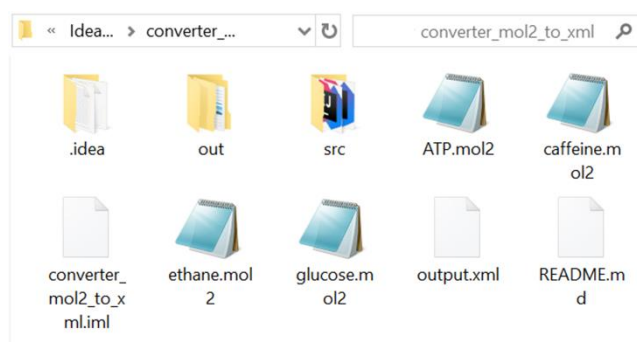 « Idea... > converter_...
converter_mol2_to_xml
.idea
out
src
ATP.mol2
caffeine.m
ol2
converter_
mol2_to_x
ml.iml
ethane.mol
2
glucose.m
ol2
output.xml
README.m
d